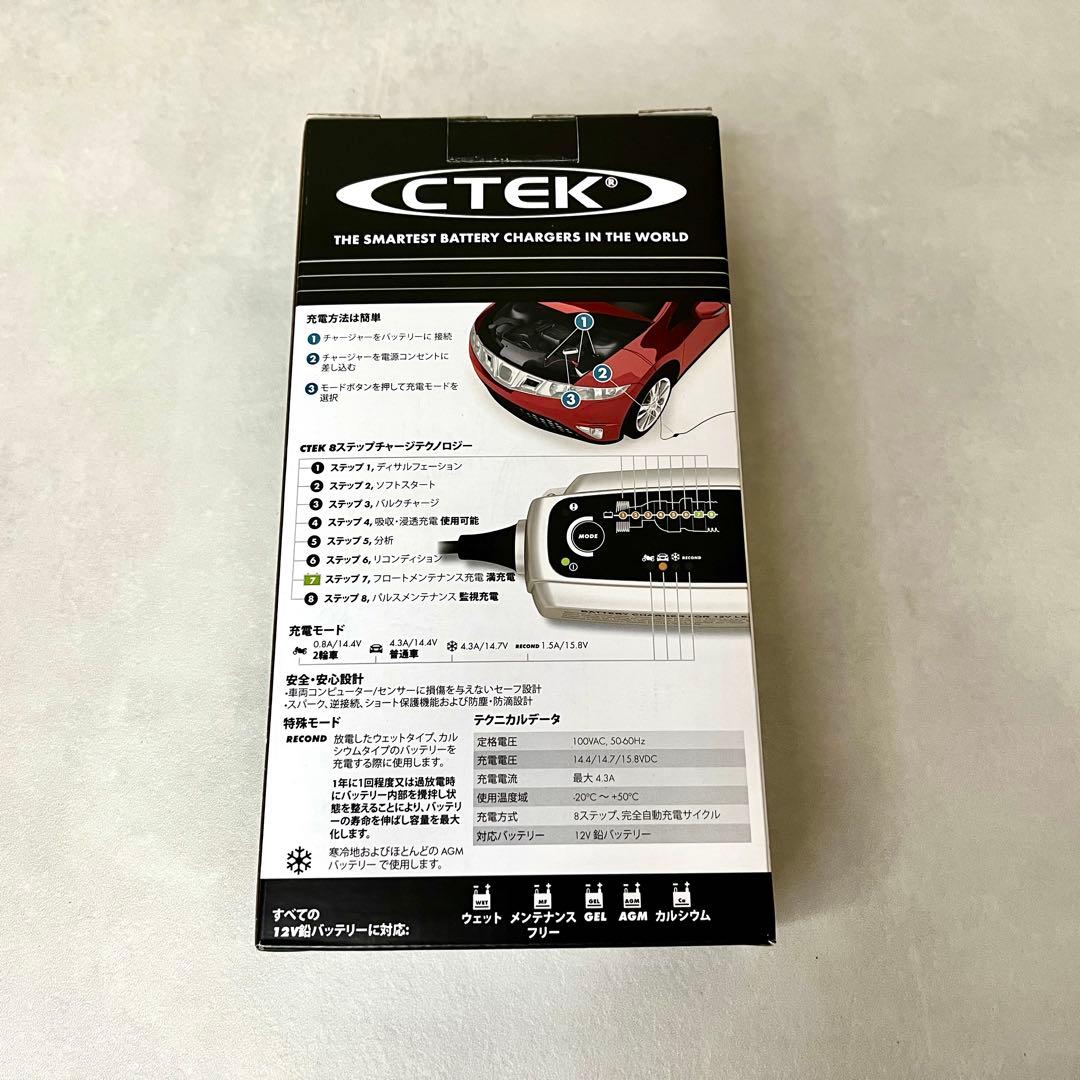 CTEK®
THE SMARTEST BATTERY CHARGERS IN THE WORLD
充電方法は簡単
1 チャージャーをバッテリーに 接続
2 チャージャーを電源コンセントに
差し込む
3 モードボタンを押して充電モードを
選択
1
2
3
CTEK 8ステップチャージテクノロジー
1 ステップ 1, ディサルフェーション
2 ステップ 2, ソフトスタート
3 ステップ 3, バルクチャージ
4 ステップ 4, 吸収・浸透充電 使用可能
5 ステップ 5, 分析
6 ステップ 6, リコンディション
7 ステップ 7, フロートメンテナンス充電 溝充電
8 ステップ 8, パルスメンテナンス 監視充電
1 2 3 4 5 6 7 8
MODE
RECOND
BATTERY CHARGER FOR 12V LE
充電モード
0.8A/14.4V
2輪車
4.3A/14.4V
普通車
4.3A/14.7V
RECOND 1.5A/15.8V
安全・安心設計
・車両コンピューター/センサーに損傷を与えないセーフ設計
・スパーク、逆接続、ショート保護機能および防塵・防滴設計
特殊モード
RECOND 放電したウェットタイプ、カル
シウムタイプのバッテリーを
充電する際に使用します。
1年に1回程度又は過放電時
にバッテリー内部を攪拌し状
態を整えることにより、バッテリ
ーの寿命を伸ばし容量を最大
化します。
寒冷地およびほとんどの AGM
バッテリー で使用します。
テクニカルデータ
定格電圧 100VAC, 50-60Hz
充電電圧 14.4/14.7/15.8VDC
充電電流 最大 4.3A
使用温度域 -20°C ～ +50°C
充電方式 8ステップ、完全自動充電サイクル
対応バッテリー 12V 鉛バッテリー
すべての
12V鉛バッテリーに対応:
WET
ウェット
MF
メンテナンス
フリー
GEL
GEL
AGM
AGM
Ca
カルシウム